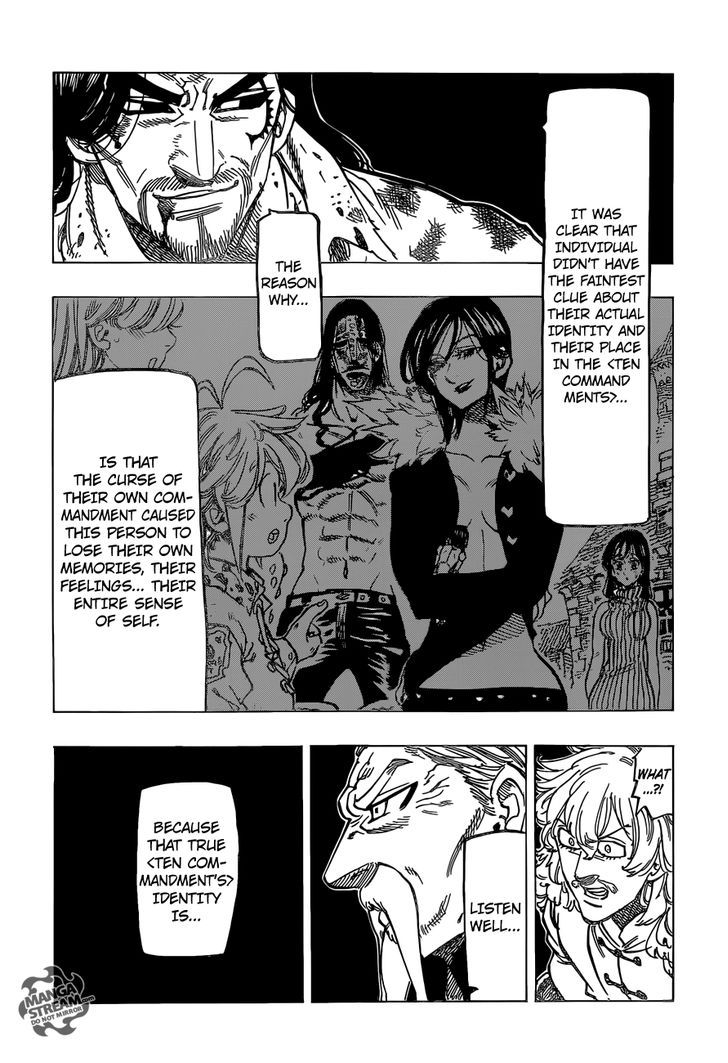 IT WAS
CLEAR THAT
INDIVIDUAL
DIDN'T HAVE
THE FAINTEST
CLUE ABOUT
THEIR ACTUAL
IDENTITY AND
THEIR PLACE
IN THE <TEN
COMMAND
MENTS>...
THE
REASON
WHY...
IS THAT
THE CURSE OF
THEIR OWN COM-
MANDMENT CAUSED
THIS PERSON TO
LOSE THEIR OWN
MEMORIES, THEIR
FEELINGS... THEIR
ENTIRE SENSE
OF SELF.
WHAT
...?!
LISTEN
WELL...
BECAUSE
THAT TRUE
<TEN COM-
MANDMENT'S>
IDENTITY
IS...
MANGA
STREAM.com
DO NOT MIRROR